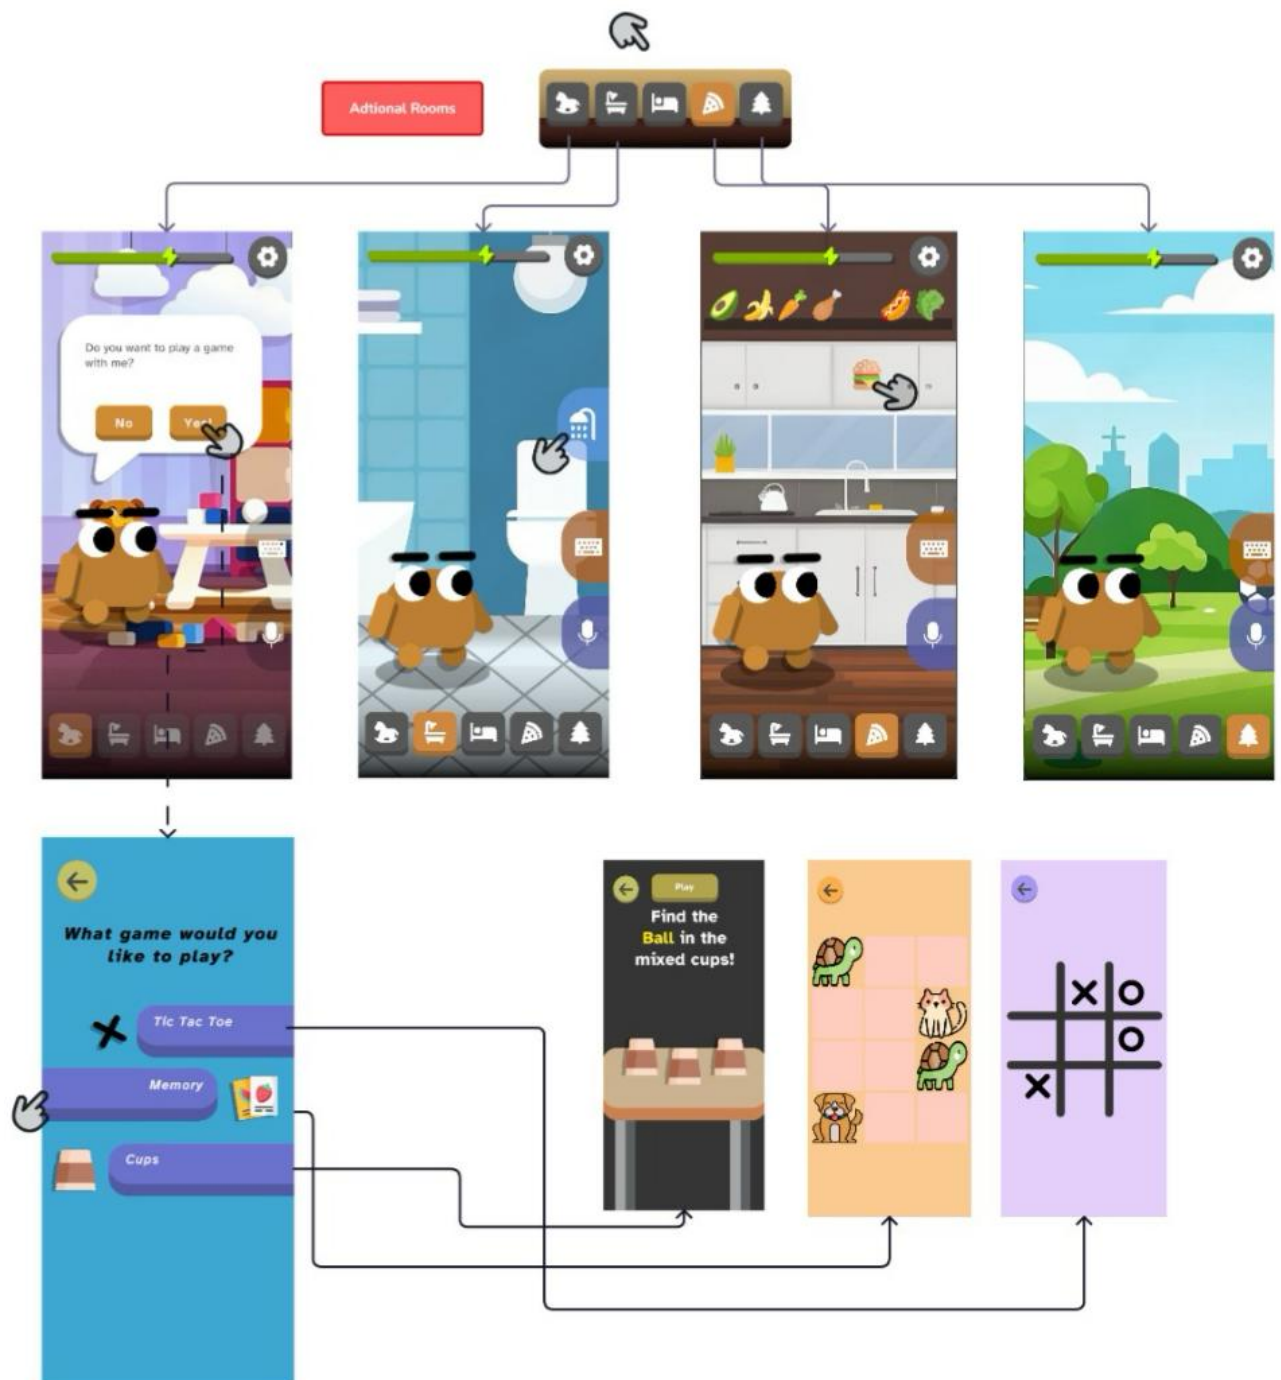 Adtional Rooms
Do you want to play a game
with me?
No
Yes!
What game would you
like to play?
Tic Tac Toe
Memory
Cups
Play
Find the
Ball in the
mixed cups!